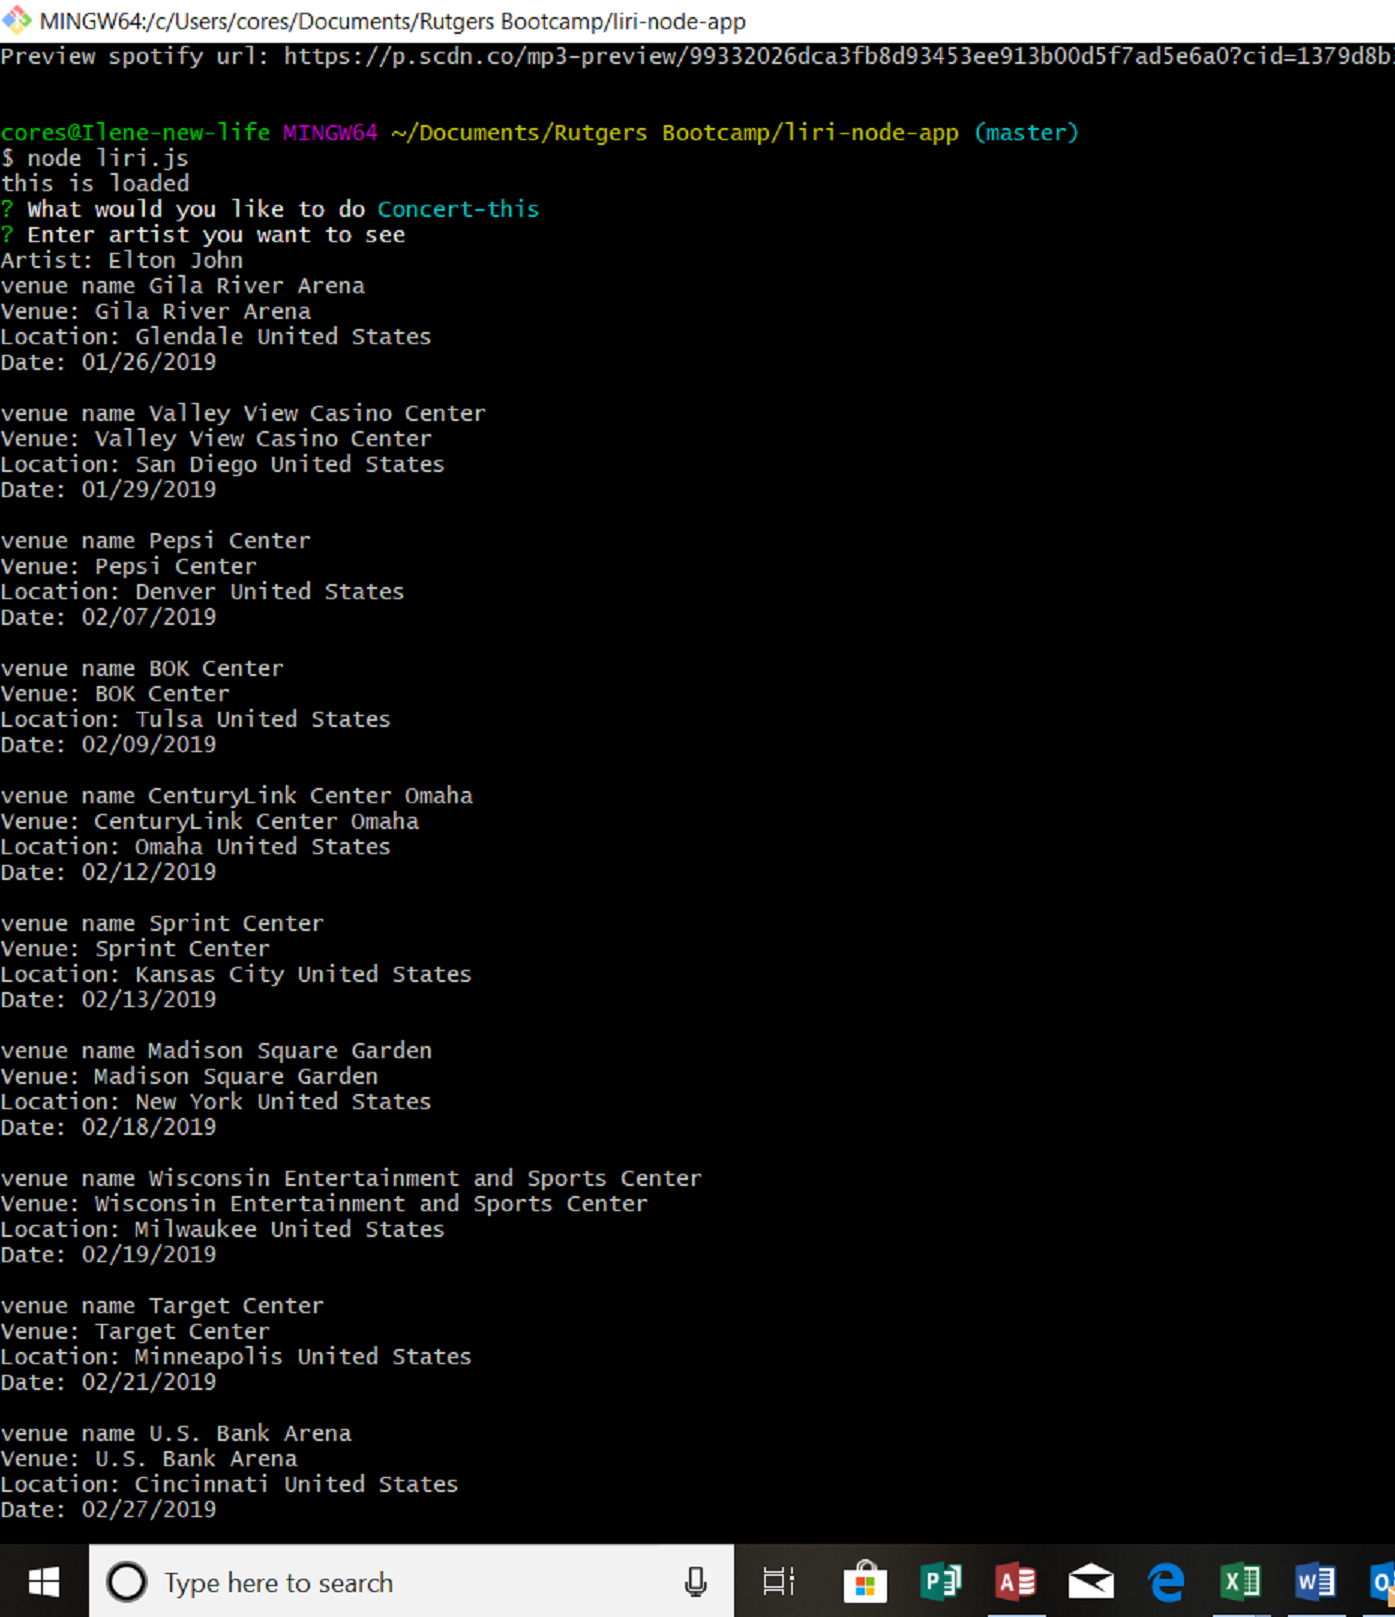 MINGW64:/c/Users/cores/Documents/Rutgers Bootcamp/liri-node-app
Preview spotify url: https://p.scdn.co/mp3-preview/99332026dca3fb8d93453ee913b00d5f7ad5e6a0?cid=1379d8b
cores@Ilene-new-life MINGW64 ~/Documents/Rutgers Bootcamp/liri-node-app (master)
$ node liri.js
this is loaded
? What would you like to do Concert-this
? Enter artist you want to see
Artist: Elton John
venue name Gila River Arena
Venue: Gila River Arena
Location: Glendale United States
Date: 01/26/2019
venue name Valley View Casino Center
Venue: Valley View Casino Center
Location: San Diego United States
Date: 01/29/2019
venue name Pepsi Center
Venue: Pepsi Center
Location: Denver United States
Date: 02/07/2019
venue name BOK Center
Venue: BOK Center
Location: Tulsa United States
Date: 02/09/2019
venue name CenturyLink Center Omaha
Venue: CenturyLink Center Omaha
Location: Omaha United States
Date: 02/12/2019
venue name Sprint Center
Venue: Sprint Center
Location: Kansas City United States
Date: 02/13/2019
venue name Madison Square Garden
Venue: Madison Square Garden
Location: New York United States
Date: 02/18/2019
venue name Wisconsin Entertainment and Sports Center
Venue: Wisconsin Entertainment and Sports Center
Location: Milwaukee United States
Date: 02/19/2019
venue name Target Center
Venue: Target Center
Location: Minneapolis United States
Date: 02/21/2019
venue name U.S. Bank Arena
Venue: U.S. Bank Arena
Location: Cincinnati United States
Date: 02/27/2019
Type here to search